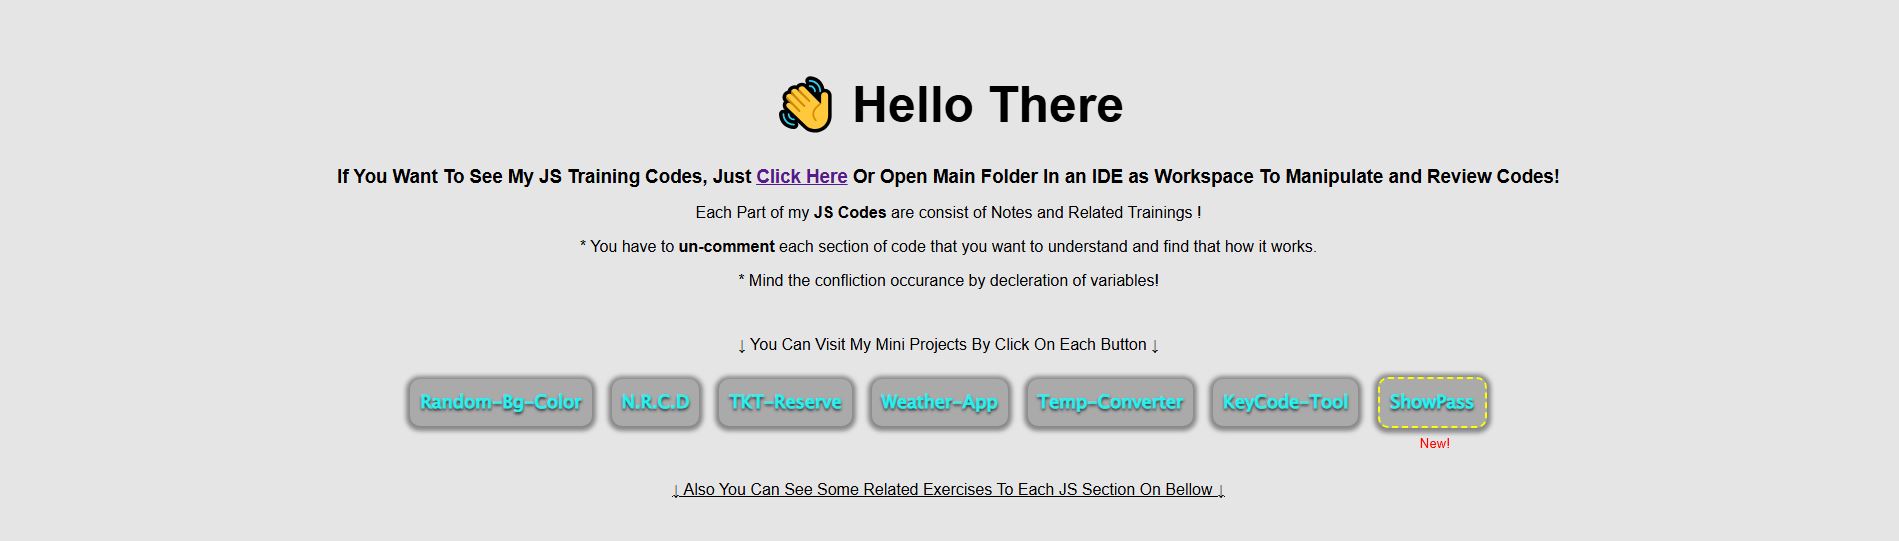 👋 Hello There
If You Want To See My JS Training Codes, Just Click Here Or Open Main Folder In an IDE as Workspace To Manipulate and Review Codes!
Each Part of my JS Codes are consist of Notes and Related Trainings !
* You have to un-comment each section of code that you want to understand and find that how it works.
* Mind the confliction occurance by decleration of variables!
↓ You Can Visit My Mini Projects By Click On Each Button ↓
Random-Bg-Color N.R.C.D TKT-Reserve Weather-App Temp-Converter KeyCode-Tool ShowPass
New!
↓ Also You Can See Some Related Exercises To Each JS Section On Bellow ↓